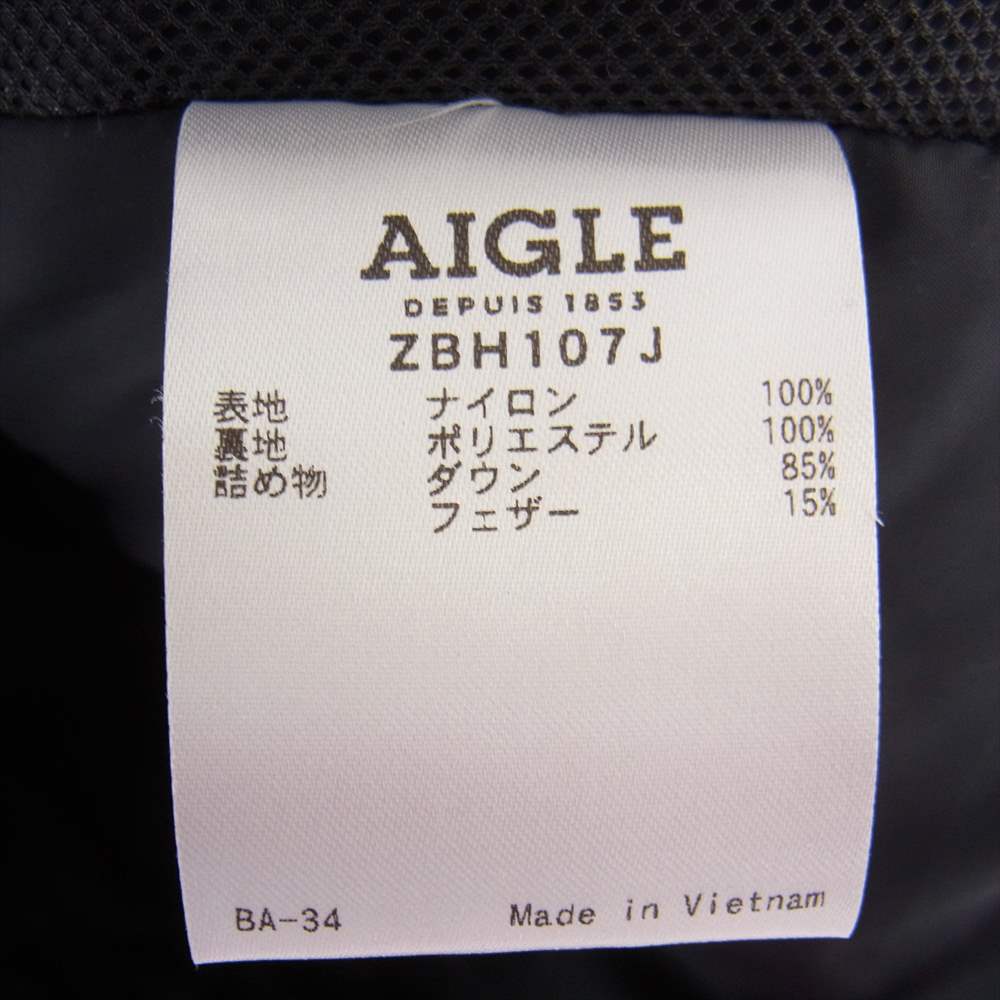 AIGLE
DEPUIS 1853
ZBH107J
表地 ナイロン 100%
裏地 ポリエステル 100%
詰め物 ダウン 85%
フェザー 15%
BA-34 Made in Vietnam